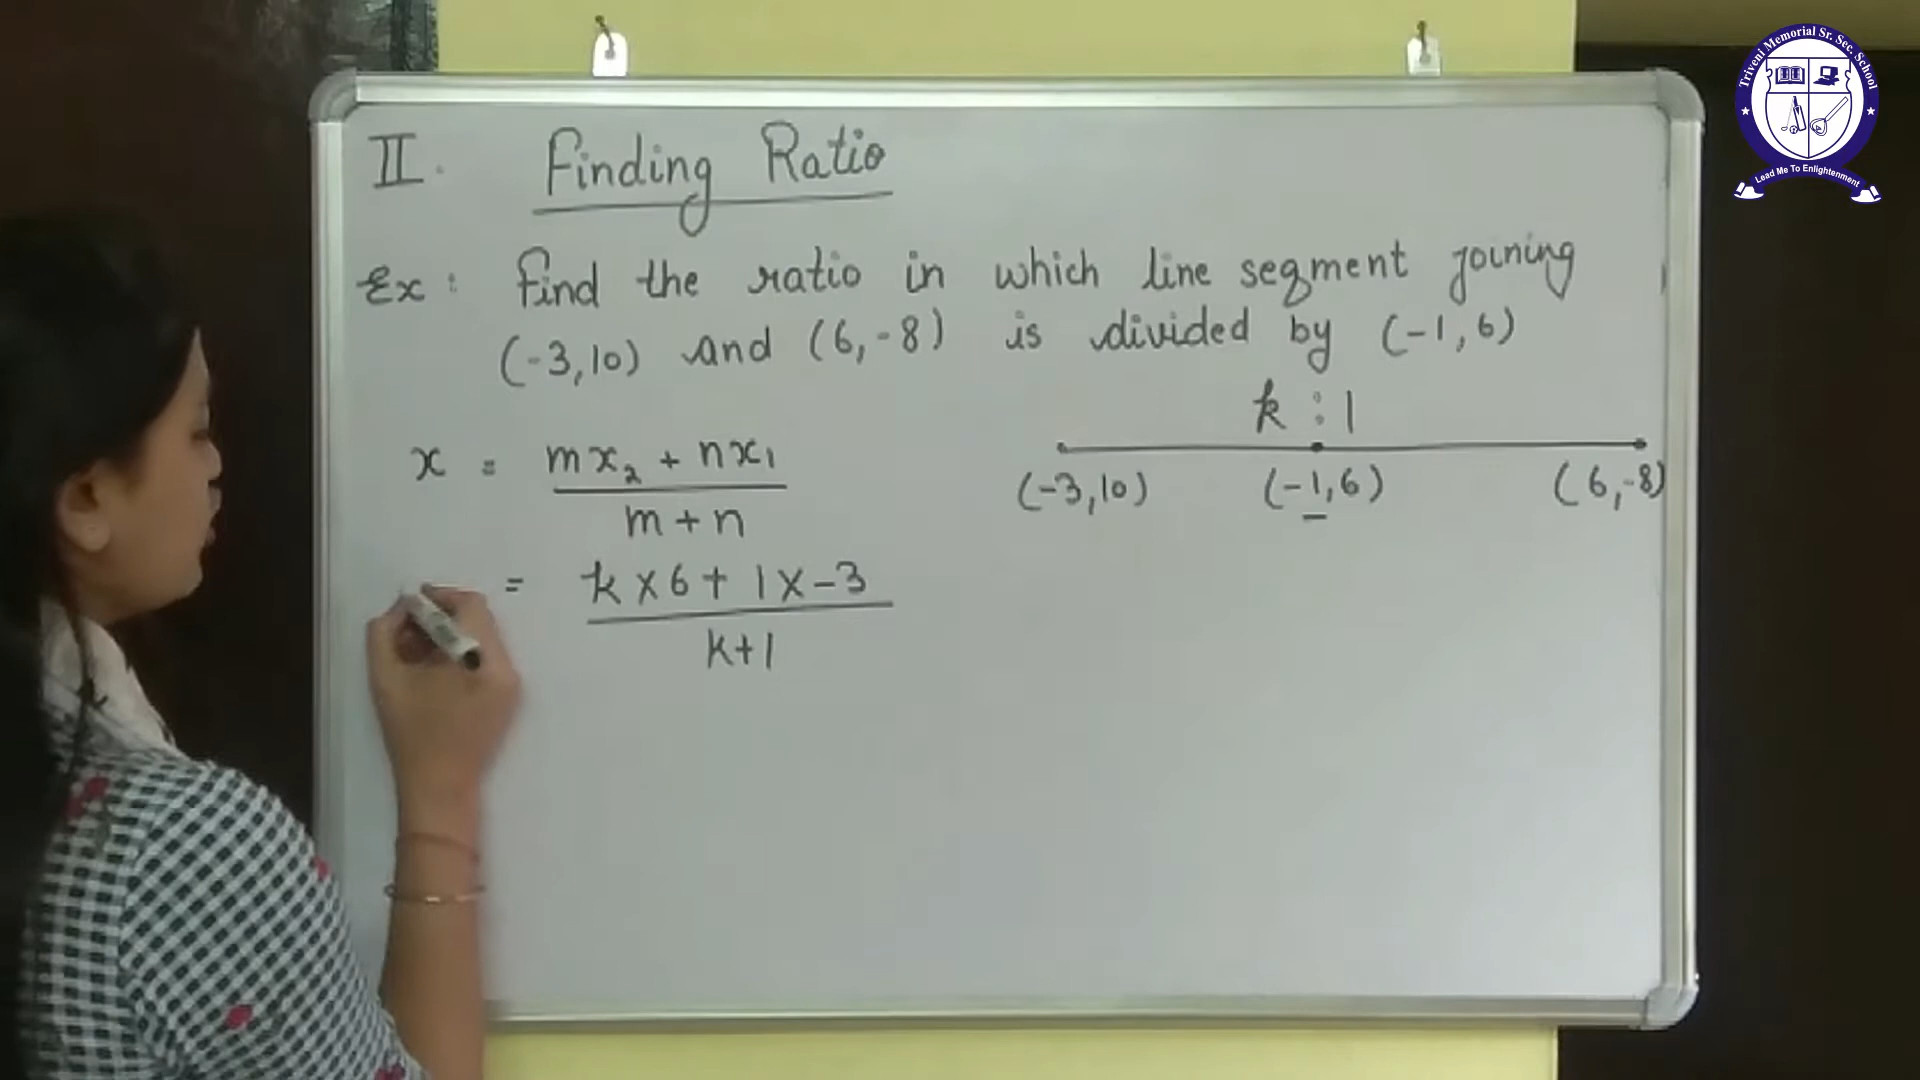 II. Finding Ratio
Ex: Find the ratio in which line segment joining
(-3,10) and (6,-8) is divided by (-1,6)
k : 1
(-3,10) (-1,6) (6,-8)
x = mx₂ + nx₁
m + n
= k × 6 + 1 × -3
k+1
Triveni Memorial Sr. Sec. School
Lead Me To Enlightenment